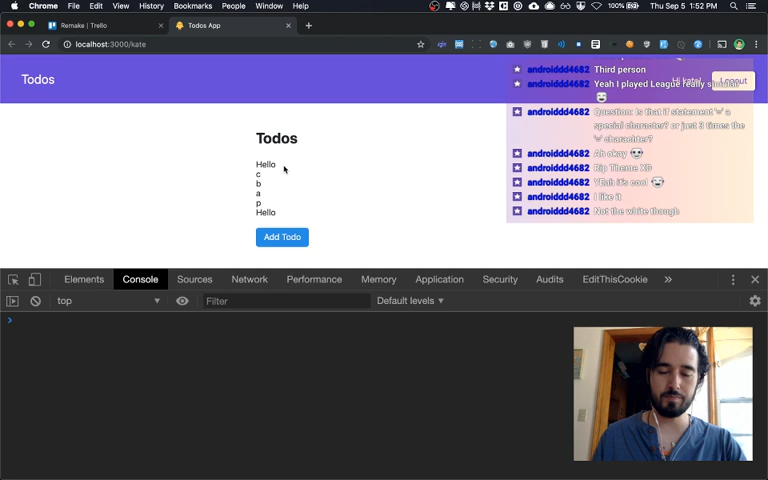 Chrome File Edit View History Bookmarks People Window Help 100% Thu Sep 5 1:52 PM
Remake | Trello × Todos App × +
localhost:3000/kate
Todos
Hi kate! Logout
androiddd4682 Third person
androiddd4682 Yeah I played League really similar
androiddd4682 Question: Is that if statement '=' a
special character? or just 3 times the
'=' charachter?
androiddd4682 Ah okay
androiddd4682 Rip Theme XD
androiddd4682 YEah it's cool
androiddd4682 I like it
androiddd4682 Not the white though
Todos
Hello
c
b
a
p
Hello
Add Todo
Elements Console Sources Network Performance Memory Application Security Audits EditThisCookie »
top Filter Default levels